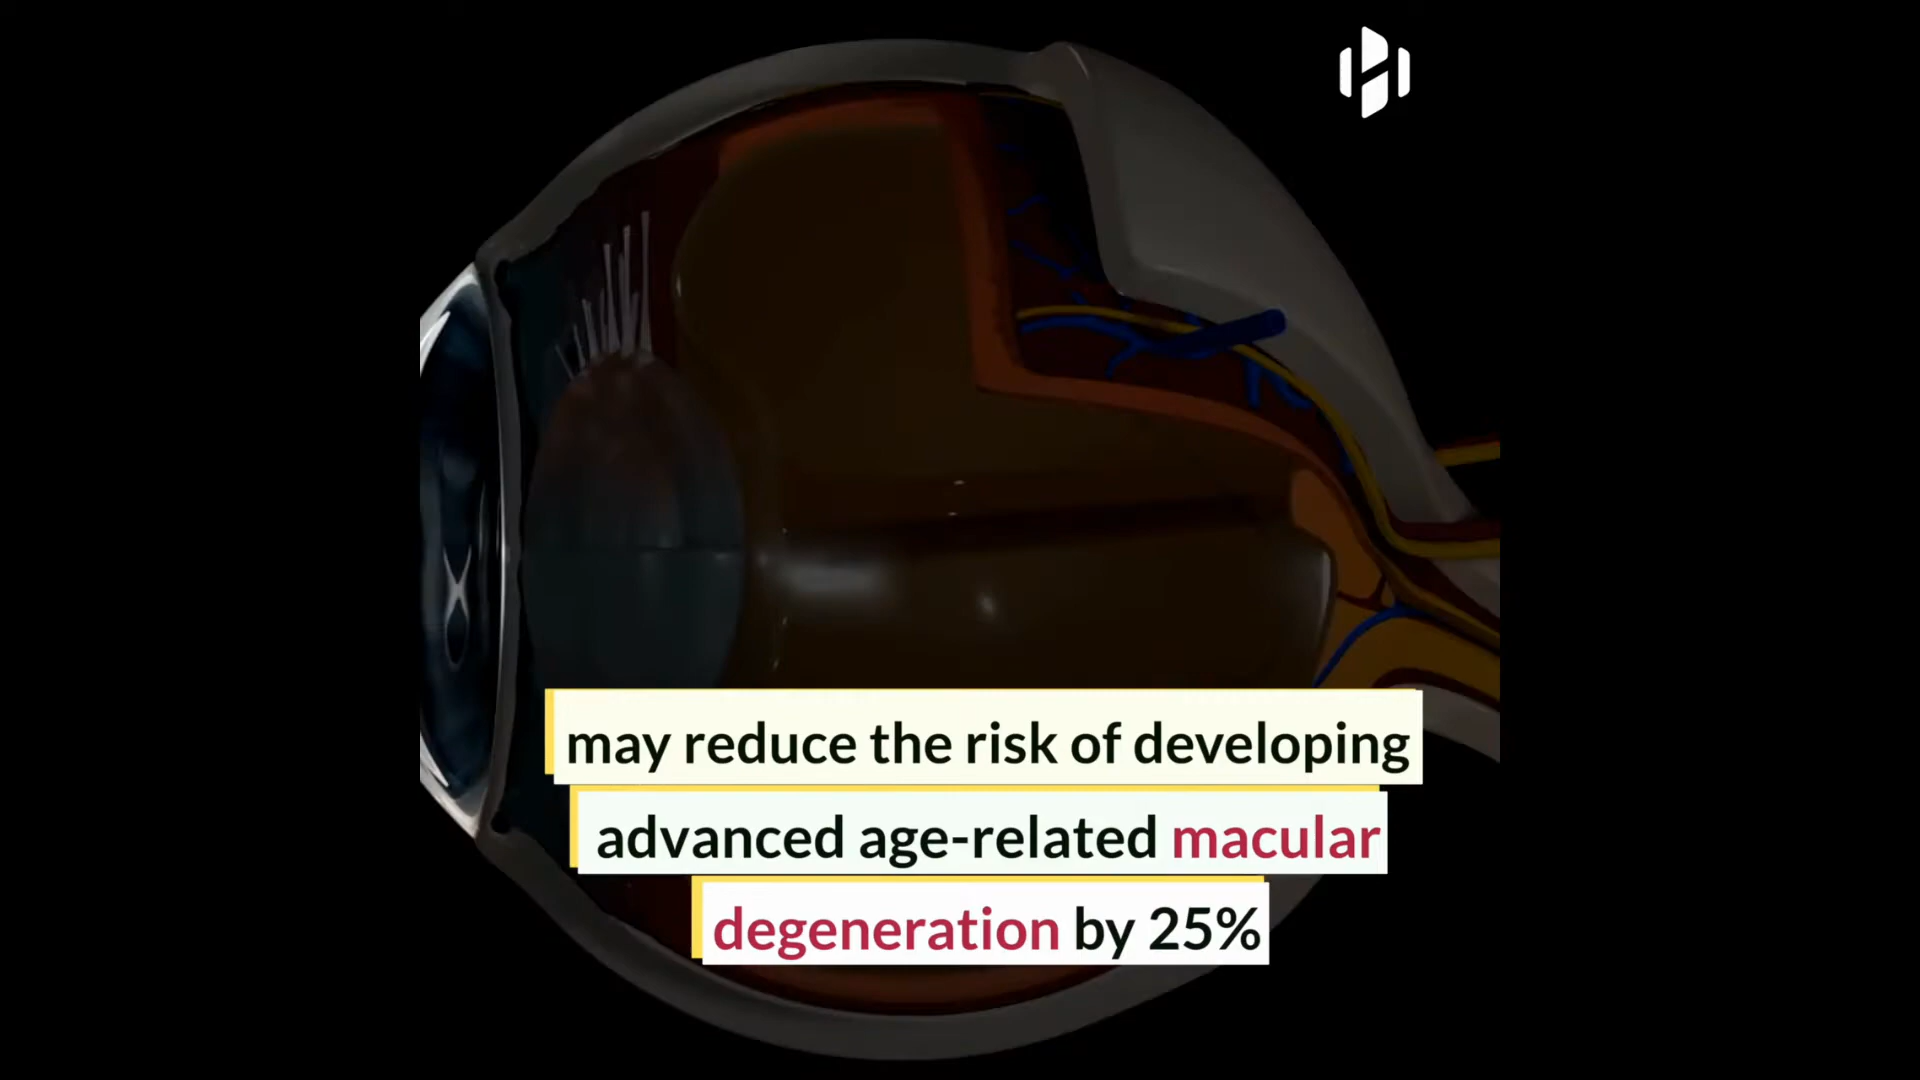 may reduce the risk of developing
advanced age-related macular
degeneration by 25%